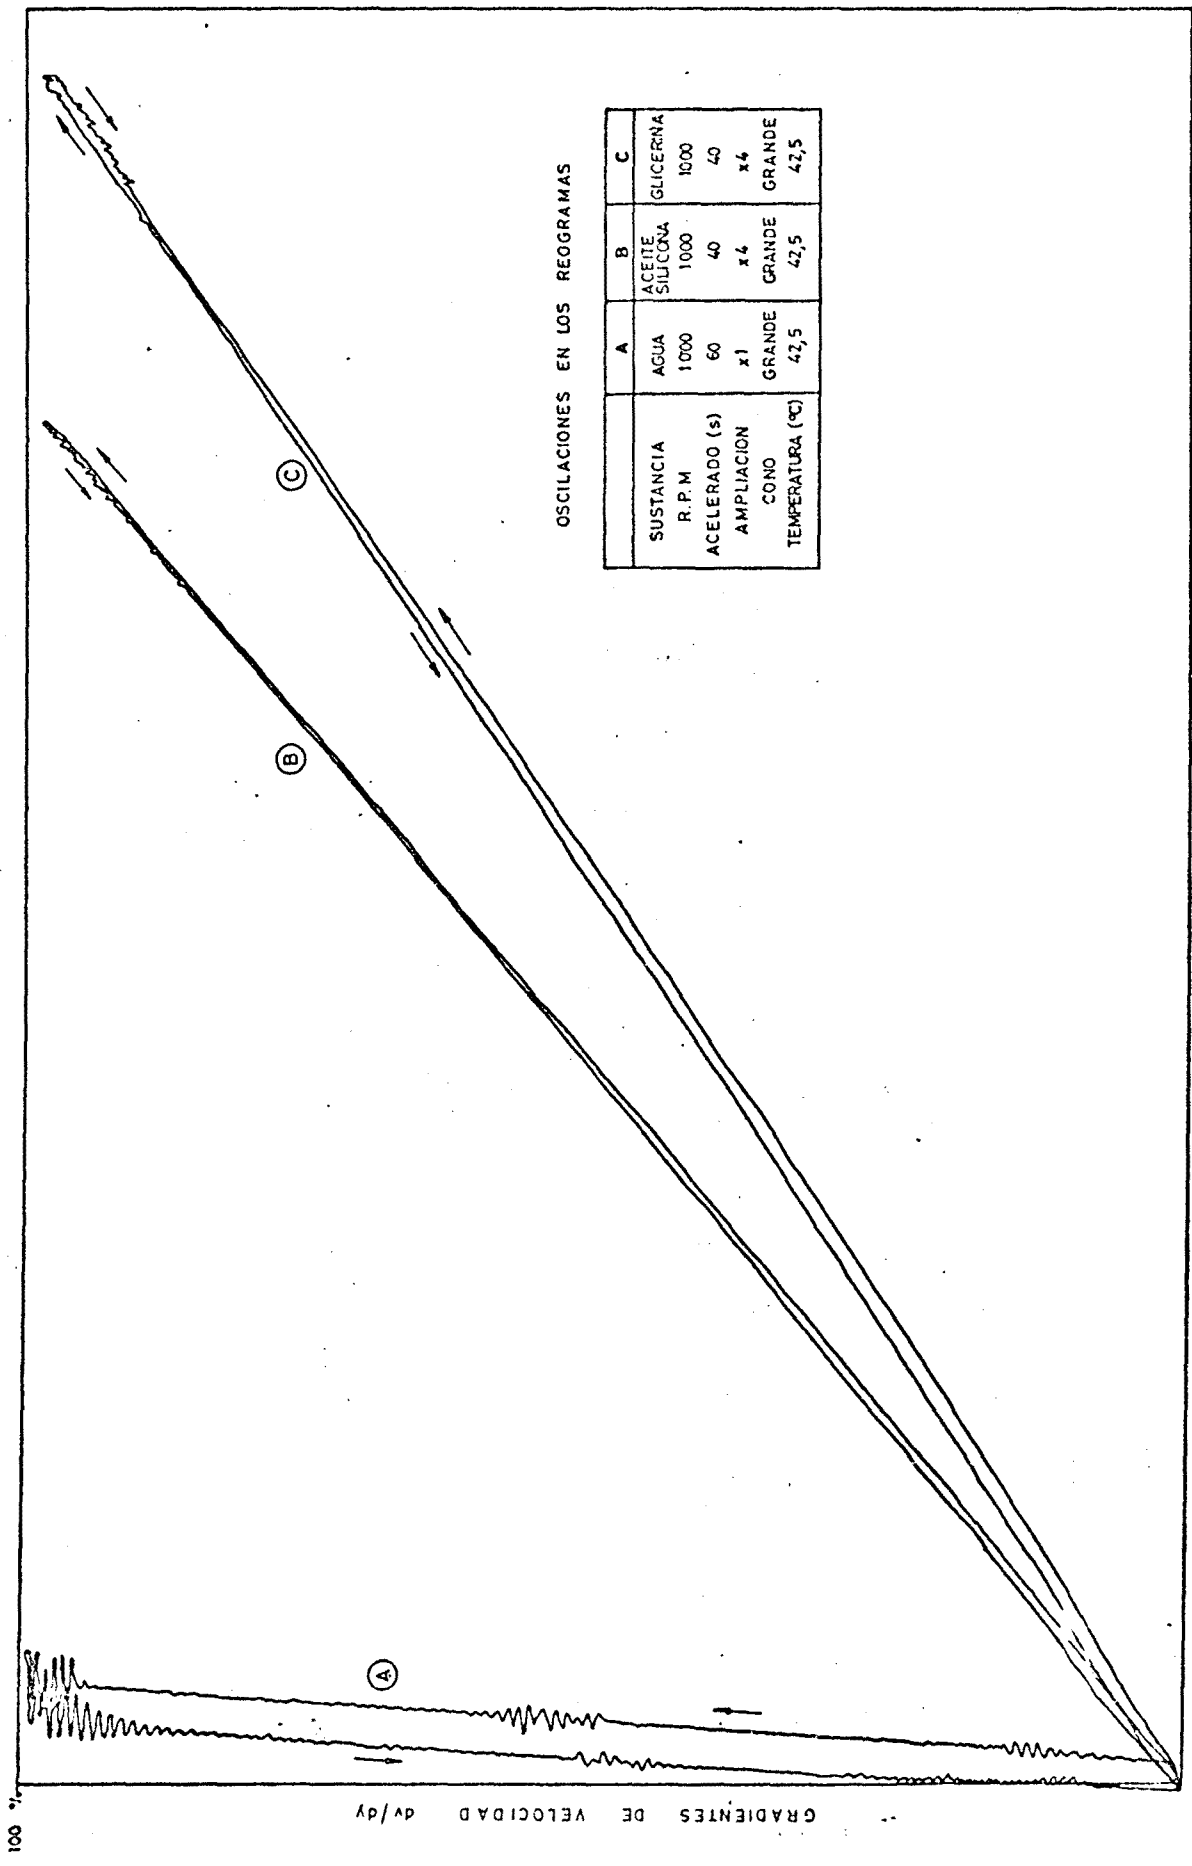 100 %
GRADIENTES DE VELOCIDAD dv/dy
A
B
C
OSCILACIONES EN LOS REOGRAMAS
A B C
SUSTANCIA AGUA ACEITE SILICONA GLICERINA
R.P.M 1000 1000 1000
ACELERADO (s) 60 40 40
AMPLIACION x1 x4 x4
CONO GRANDE GRANDE GRANDE
TEMPERATURA (ºC) 42,5 42,5 42,5